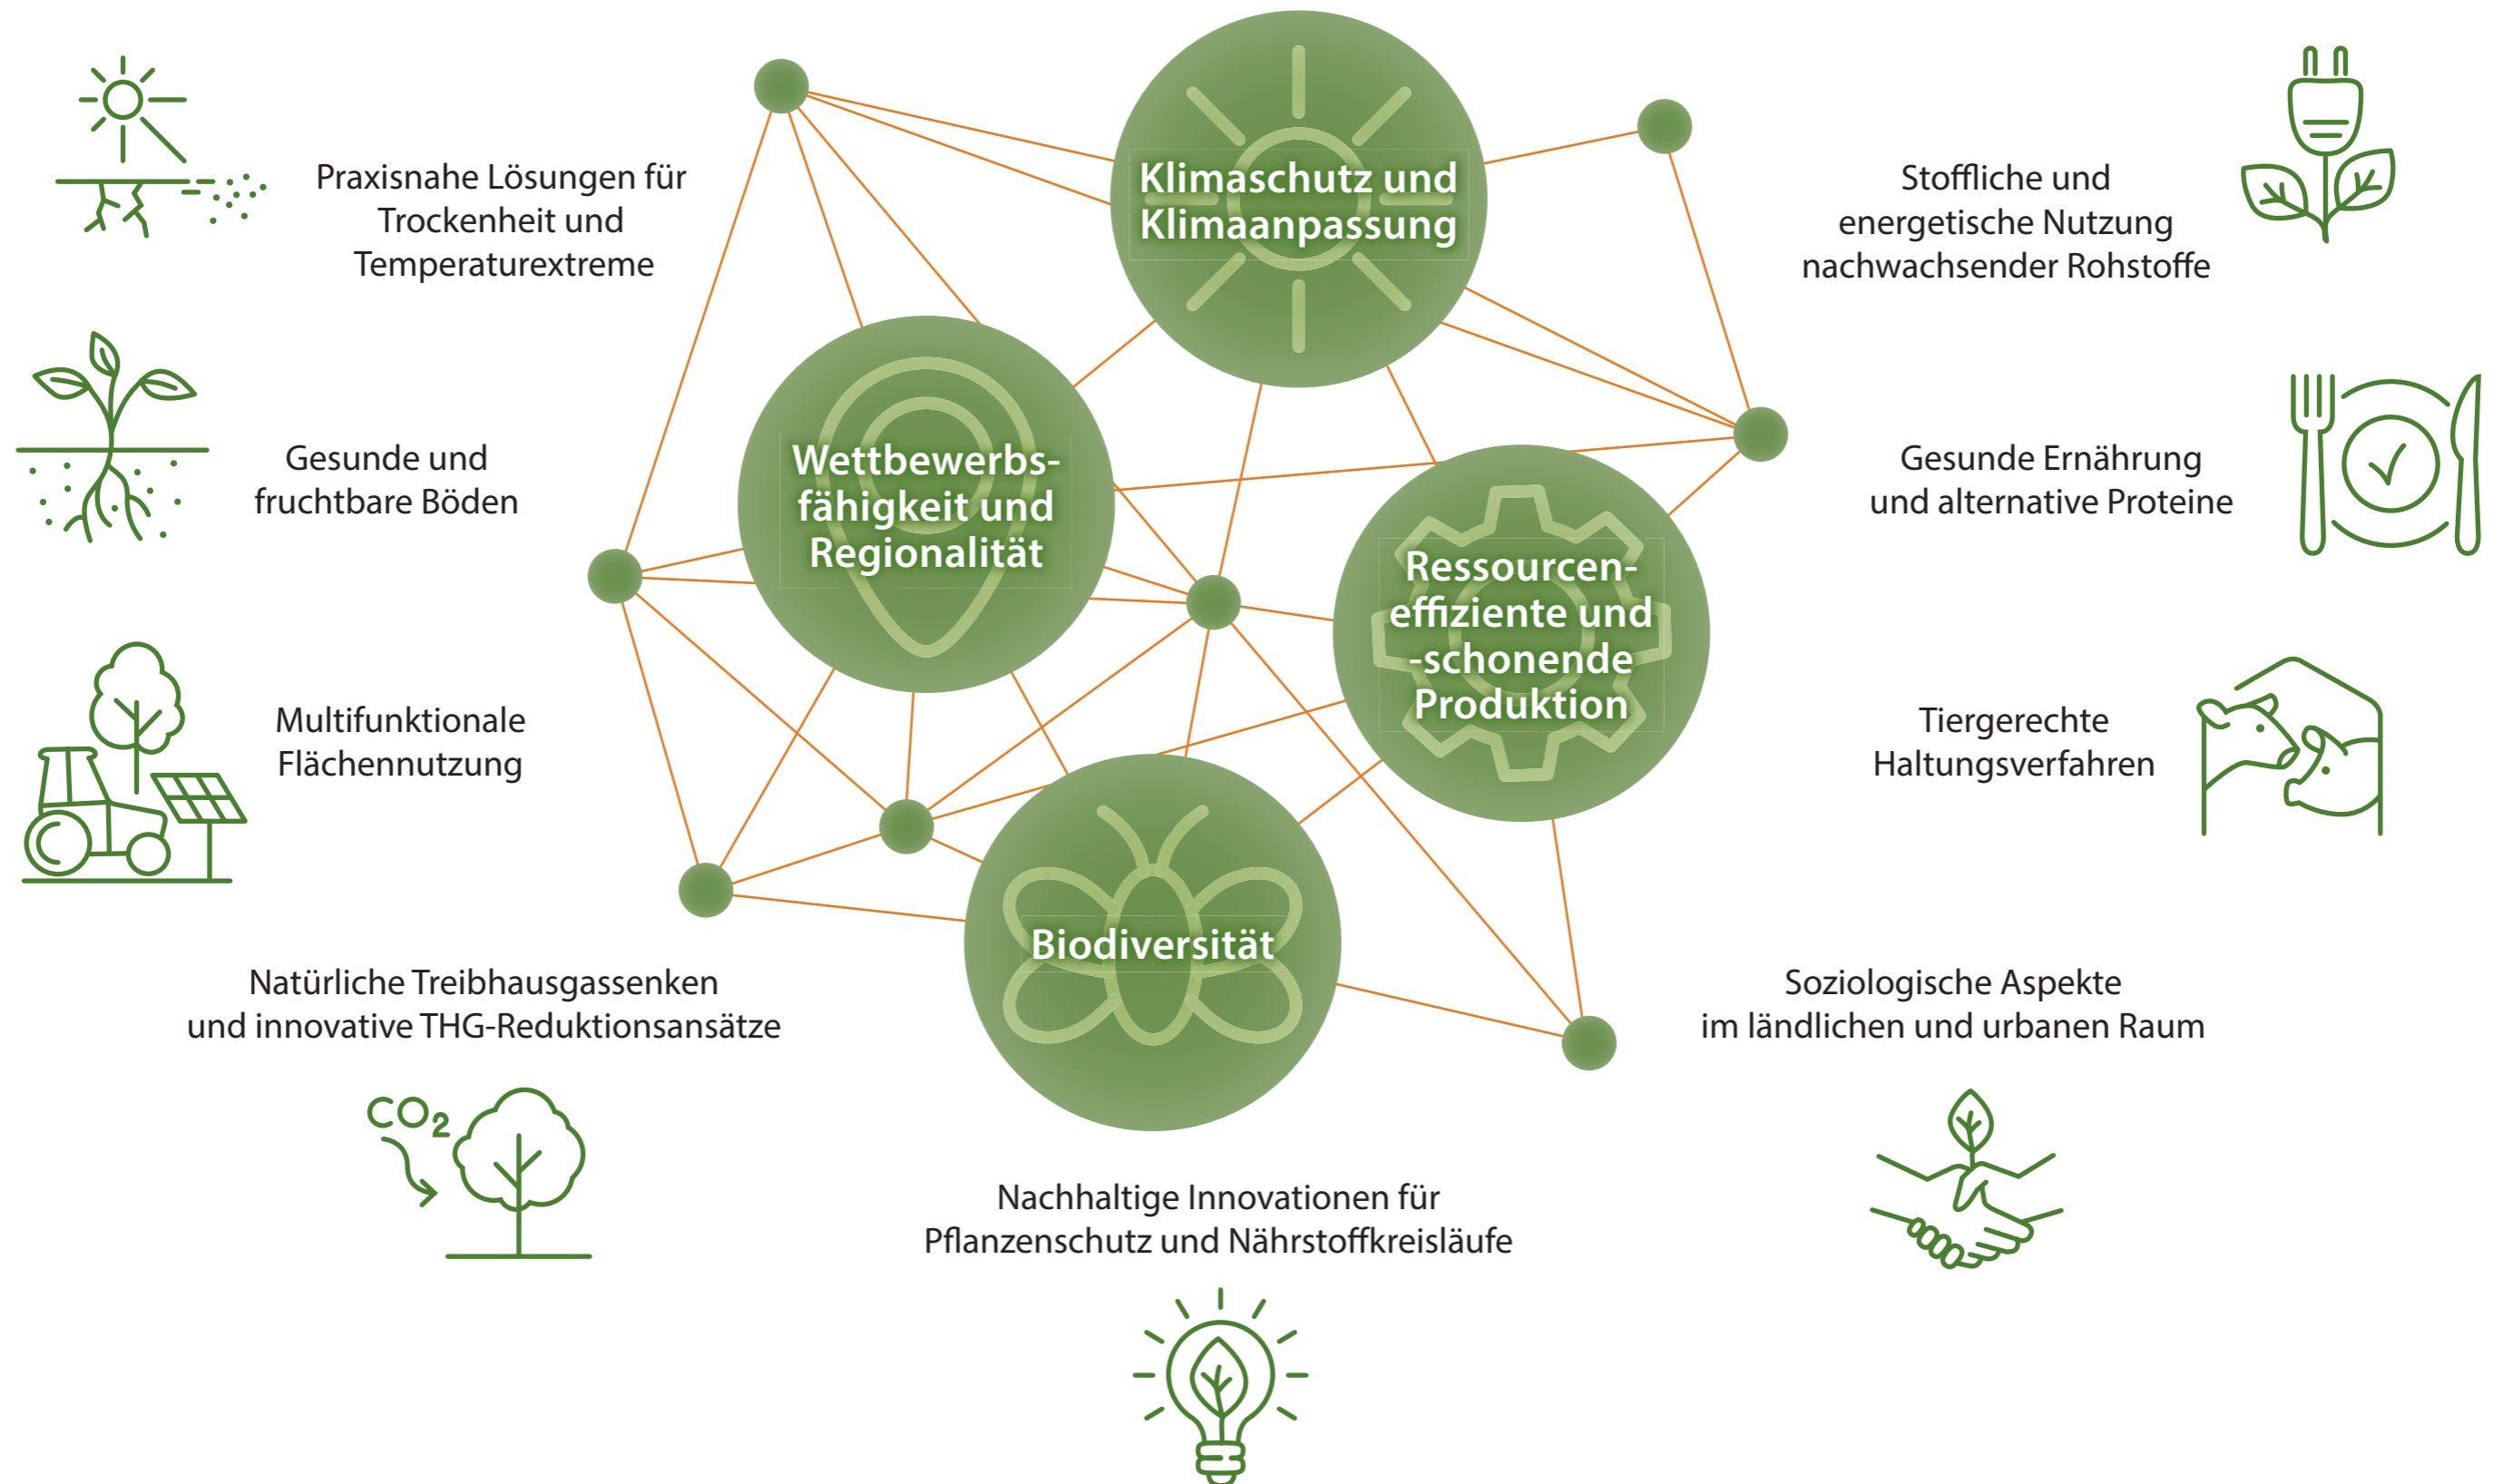 Klimaschutz und
Klimaanpassung
Praxisnahe Lösungen für
Trockenheit und
Temperaturextreme
Stoffliche und
energetische Nutzung
nachwachsender Rohstoffe
Gesunde und
fruchtbare Böden
Wettbewerbs-
fähigkeit und
Regionalität
Gesunde Ernährung
und alternative Proteine
Ressourcen-
effiziente und
-schonende
Produktion
Multifunktionale
Flächennutzung
Tiergerechte
Haltungsverfahren
Biodiversität
Natürliche Treibhausgassenken
und innovative THG-Reduktionsansätze
Soziologische Aspekte
im ländlichen und urbanen Raum
CO2
Nachhaltige Innovationen für
Pflanzenschutz und Nährstoffkreisläufe